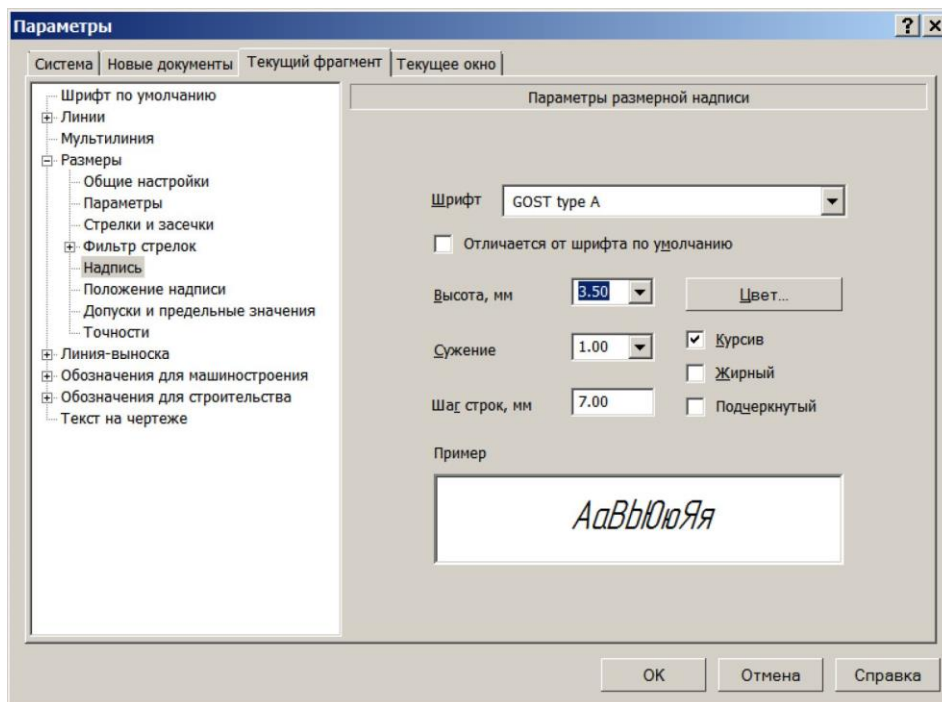 Параметры
Система Новые документы Текущий фрагмент Текущее окно
Шрифт по умолчанию
Линии
Мультилиния
Размеры
Общие настройки
Параметры
Стрелки и засечки
Фильтр стрелок
Надпись
Положение надписи
Допуски и предельные значения
Точности
Линия-выноска
Обозначения для машиностроения
Обозначения для строительства
Текст на чертеже
Параметры размерной надписи
Шрифт GOST type A
Отличается от шрифта по умолчанию
Высота, мм 3.50 Цвет...
Сужение 1.00 Курсив
Жирный
Шаг строк, мм 7.00 Подчеркнутый
Пример
АаВЬЮюЯя
OK Отмена Справка